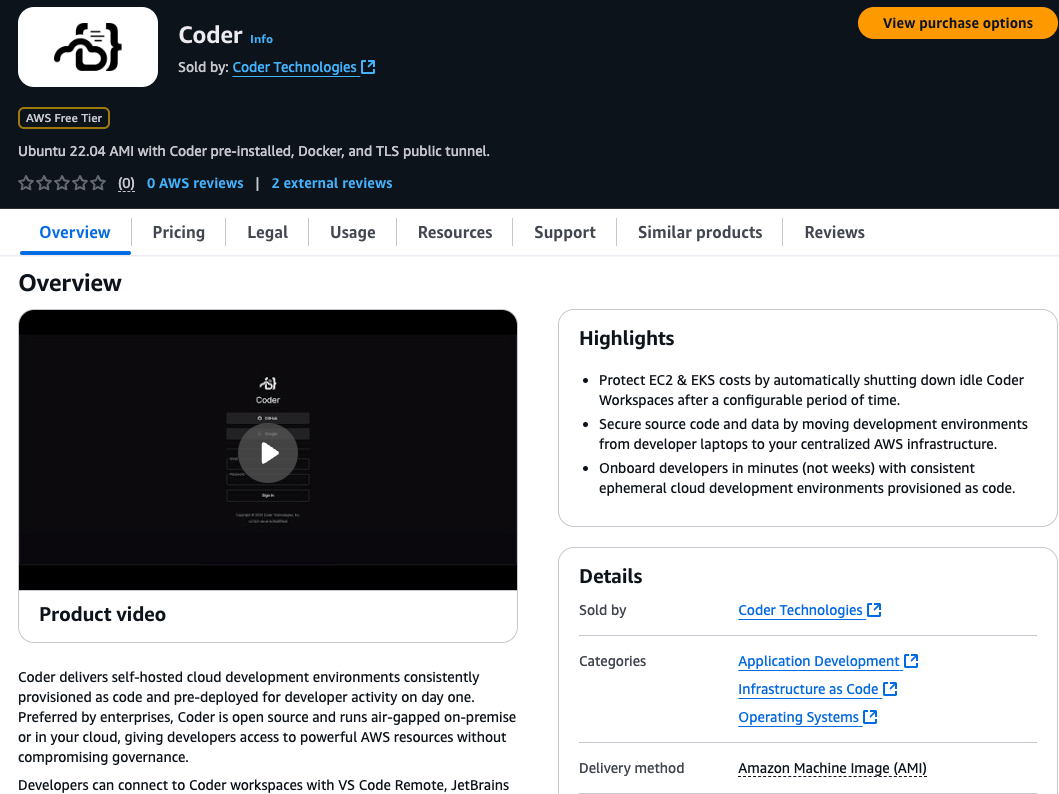 Coder Info
View purchase options
Sold by: Coder Technologies
AWS Free Tier
Ubuntu 22.04 AMI with Coder pre-installed, Docker, and TLS public tunnel.
(0) 0 AWS reviews | 2 external reviews
Overview Pricing Legal Usage Resources Support Similar products Reviews
Overview
Coder
GitHub
Sign In
Product video
Coder delivers self-hosted cloud development environments consistently
provisioned as code and pre-deployed for developer activity on day one.
Preferred by enterprises, Coder is open source and runs air-gapped on-premise
or in your cloud, giving developers access to powerful AWS resources without
compromising governance.
Developers can connect to Coder workspaces with VS Code Remote, JetBrains
Highlights
• Protect EC2 & EKS costs by automatically shutting down idle Coder
Workspaces after a configurable period of time.
• Secure source code and data by moving development environments
from developer laptops to your centralized AWS infrastructure.
• Onboard developers in minutes (not weeks) with consistent
ephemeral cloud development environments provisioned as code.
Details
Sold by Coder Technologies
Categories Application Development
Infrastructure as Code
Operating Systems
Delivery method Amazon Machine Image (AMI)